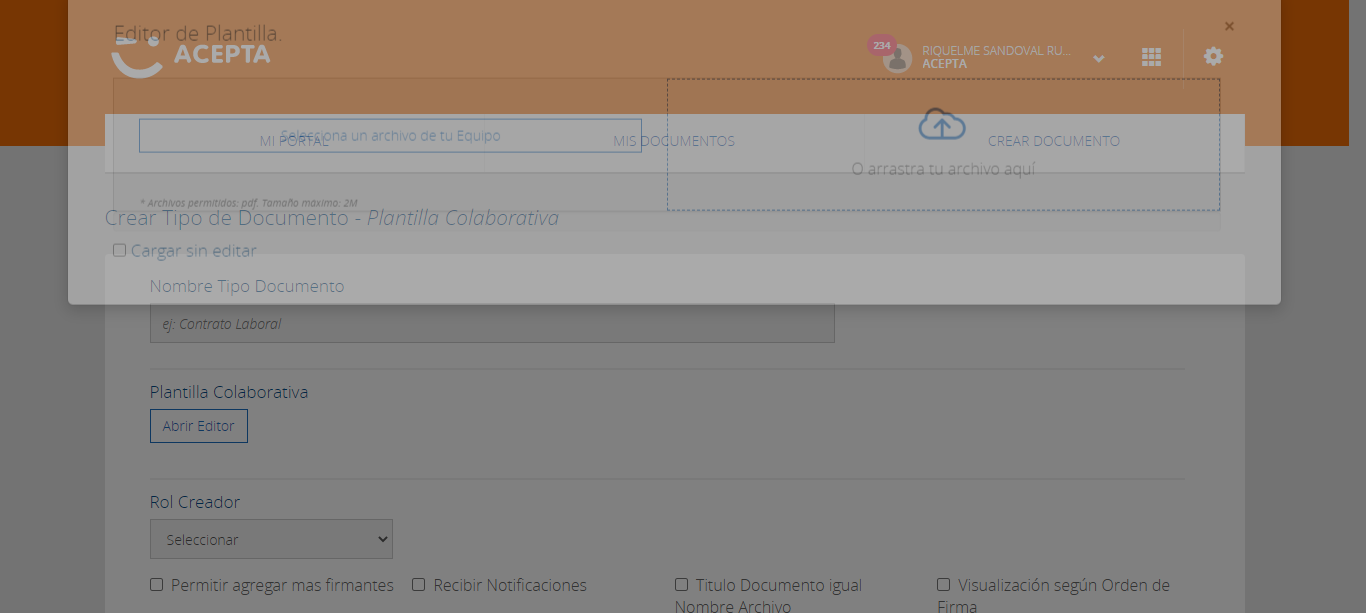 Editor de Plantilla.
×
ACEPTA
234
RIQUELME SANDOVAL RU...
ACEPTA
Selecciona un archivo de tu Equipo
MI PORTAL
MIS DOCUMENTOS
CREAR DOCUMENTO
O arrastra tu archivo aquí
* Archivos permitidos: pdf. Tamaño maximo: 2M
Crear Tipo de Documento - Plantilla Colaborativa
Cargar sin editar
Nombre Tipo Documento
ej: Contrato Laboral
Plantilla Colaborativa
Abrir Editor
Rol Creador
Seleccionar
Permitir agregar mas firmantes
Recibir Notificaciones
Titulo Documento igual
Nombre Archivo
Visualización según Orden de
Firma